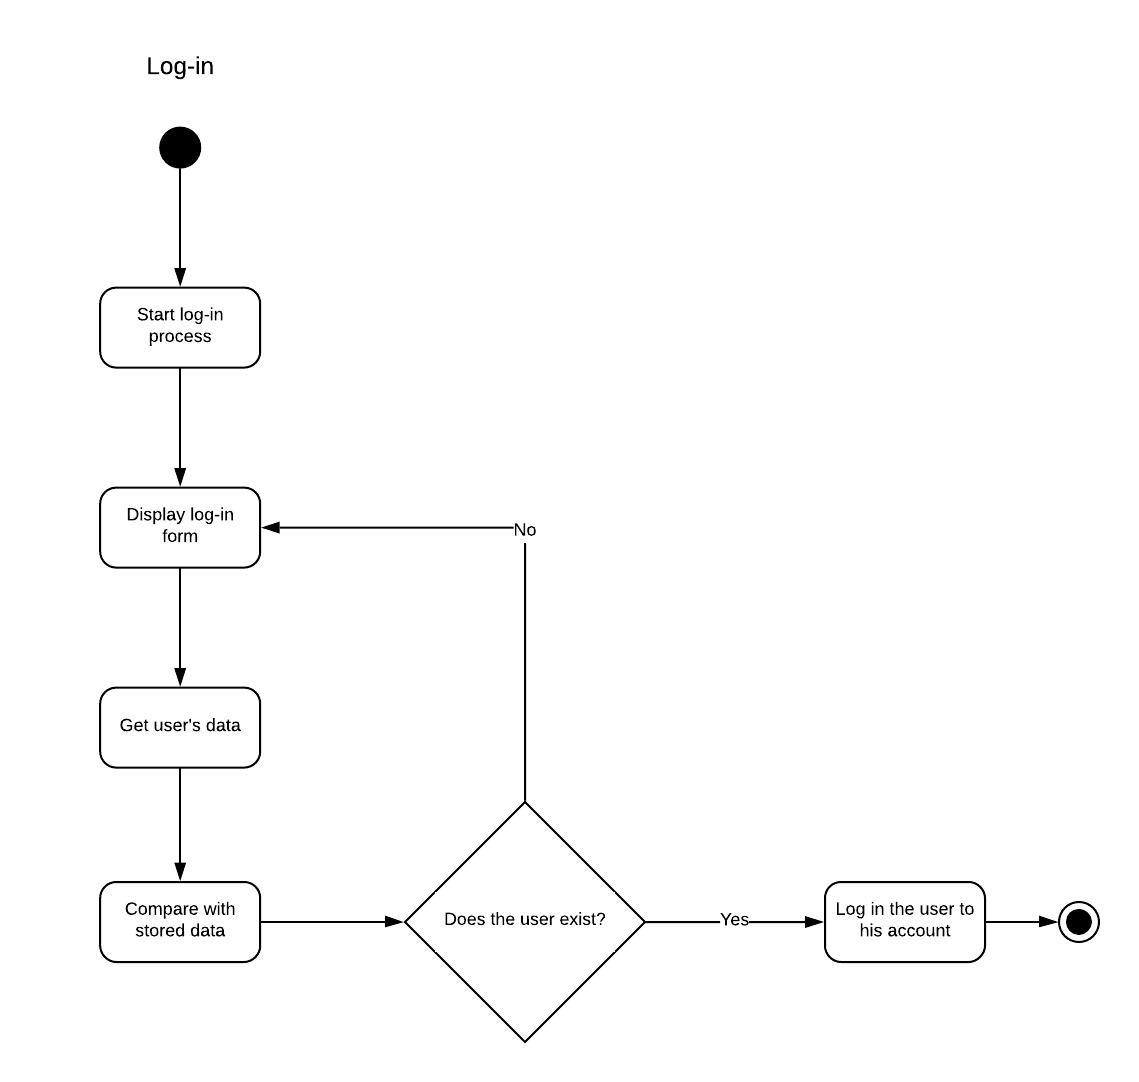 Log-in
Start log-in
process
Display log-in
form
No
Get user's data
Compare with
stored data
Does the user exist?
Yes
Log in the user to
his account